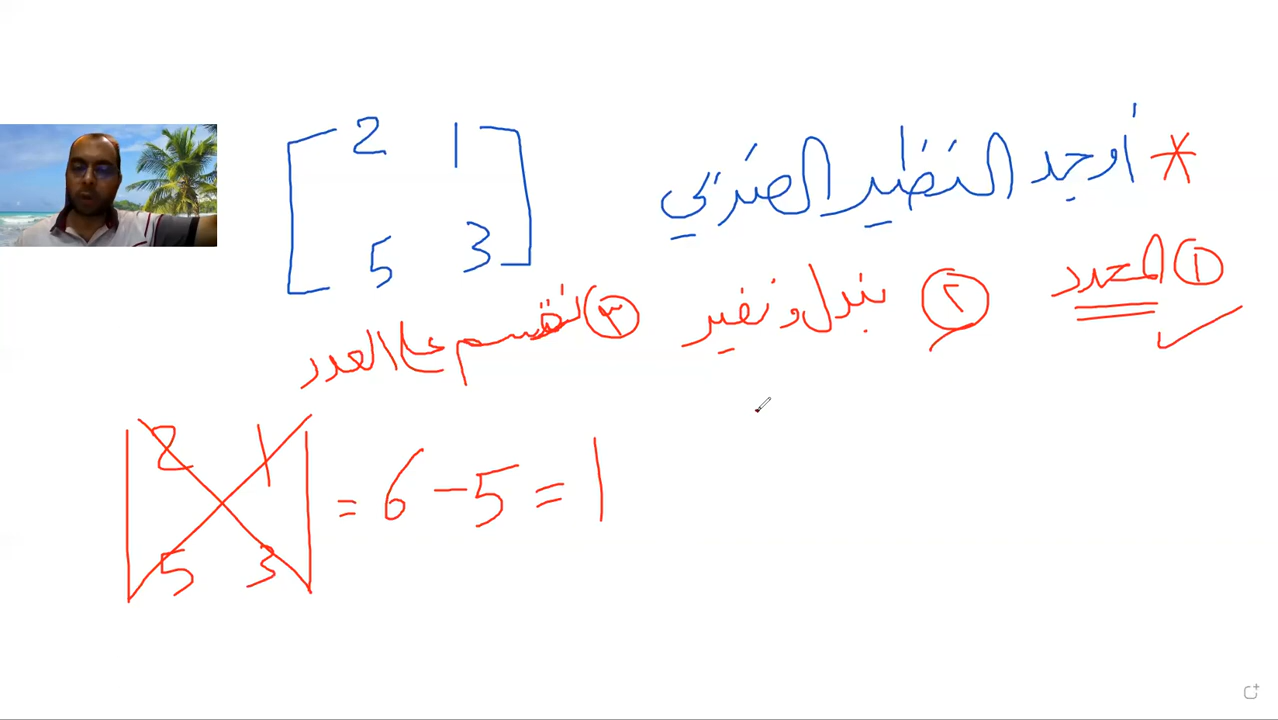 * أوجد النظير الضربي
[ 2 1
5 3 ]
① المحدد
② نبدل ونغير
③ نقسم على العدد
| 2 1
5 3 | = 6 - 5 = 1